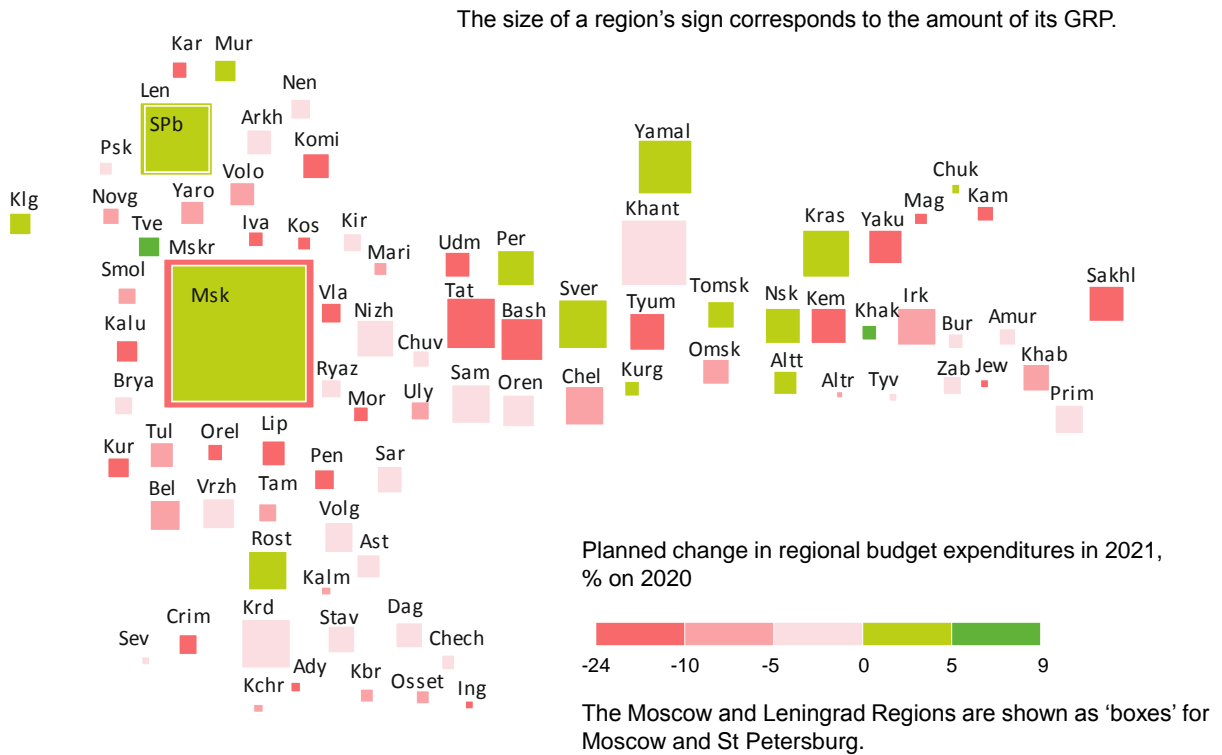 The size of a region’s sign corresponds to the amount of its GRP.
Kar
Mur
Len
Nen
SPb
Arkh
Komi
Psk
Volo
Yaro
Novg
Klg
Tve
Iva
Kos
Kir
Mskr
Mari
Smol
Msk
Vla
Nizh
Kalu
Chuv
Brya
Ryaz
Mor
Uly
Yamal
Khant
Chuk
Kras
Yaku
Mag
Kam
Udm
Per
Tat
Bash
Sver
Tyum
Tomsk
Nsk
Kem
Khak
Irk
Sakhl
Bur
Amur
Sam
Oren
Chel
Kurg
Omsk
Altt
Altr
Tyv
Zab
Jew
Khab
Prim
Kur
Tul
Orel
Lip
Pen
Sar
Bel
Vrzh
Tam
Volg
Rost
Ast
Kalm
Sev
Crim
Krd
Stav
Dag
Chech
Kchr
Ady
Kbr
Osset
Ing
Planned change in regional budget expenditures in 2021,
% on 2020
-24 -10 -5 0 5 9
The Moscow and Leningrad Regions are shown as ‘boxes’ for
Moscow and St Petersburg.